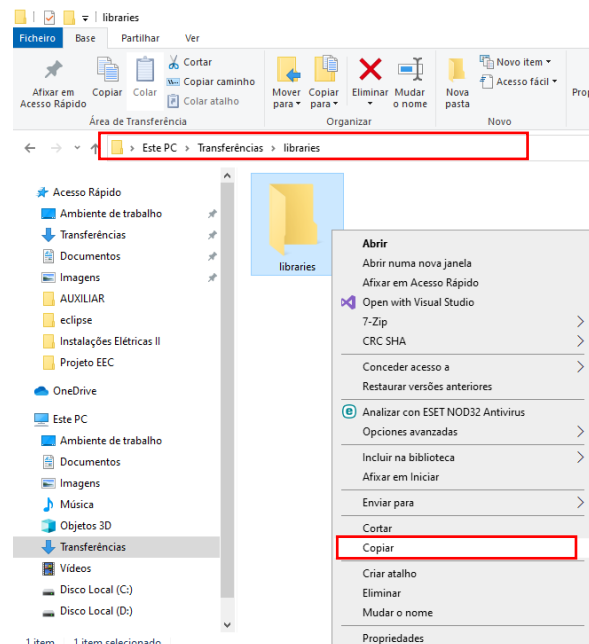 libraries
Ficheiro Base Partilhar Ver
Afixar em Acesso Rápido
Copiar
Colar
Cortar
Copiar caminho
Colar atalho
Mover para
Copiar para
Eliminar
Mudar o nome
Nova pasta
Novo item
Acesso fácil
Área de Transferência Organizar Novo
Este PC > Transferências > libraries
Acesso Rápido
Ambiente de trabalho
Transferências
Documentos
Imagens
AUXILIAR
eclipse
Instalações Elétricas II
Projeto EEC
OneDrive
Este PC
Ambiente de trabalho
Documentos
Imagens
Música
Objetos 3D
Transferências
Vídeos
Disco Local (C:)
Disco Local (D:)
1 item 1 item selecionado
libraries
Abrir
Abrir numa nova janela
Afixar em Acesso Rápido
Open with Visual Studio
7-Zip
CRC SHA
Conceder acesso a
Restaurar versões anteriores
Analizar con ESET NOD32 Antivirus
Opciones avanzadas
Incluir na biblioteca
Afixar em Iniciar
Enviar para
Cortar
Copiar
Criar atalho
Eliminar
Mudar o nome
Propriedades